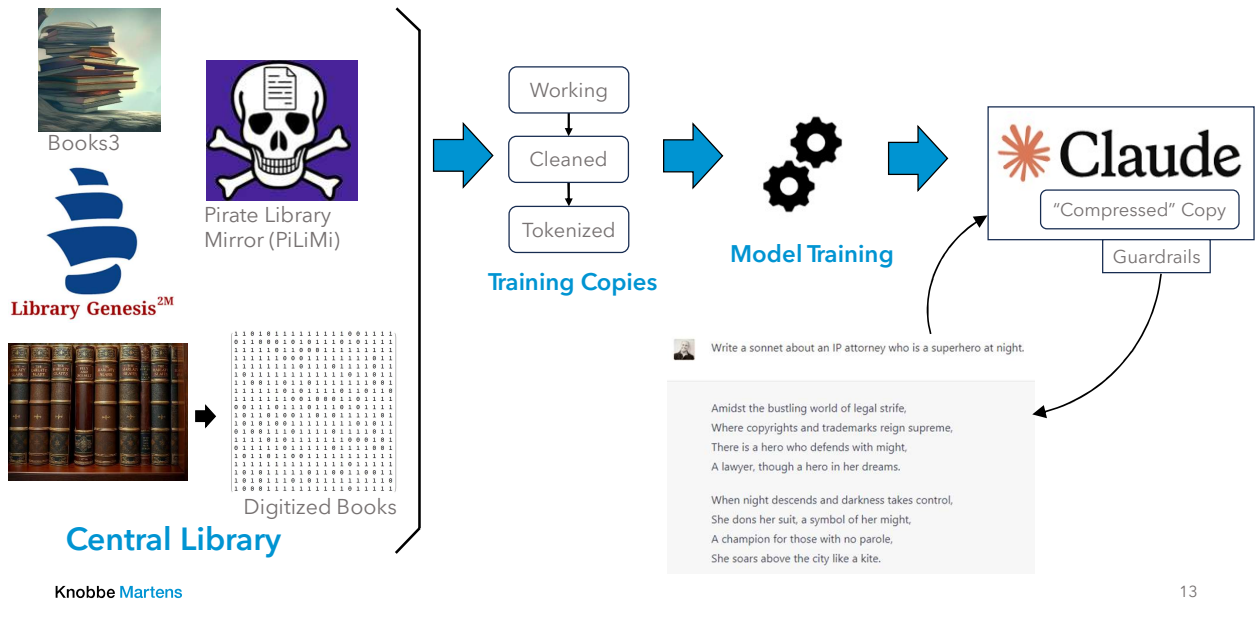 Books3
Pirate Library
Mirror (PiLiMi)
Library Genesis2M
Digitized Books
Central Library
Working
Cleaned
Tokenized
Training Copies
Model Training
Claude
“Compressed” Copy
Guardrails
Write a sonnet about an IP attorney who is a superhero at night.
Amidst the bustling world of legal strife,
Where copyrights and trademarks reign supreme,
There is a hero who defends with might,
A lawyer, though a hero in her dreams.
When night descends and darkness takes control,
She dons her suit, a symbol of her might,
A champion for those with no parole,
She soars above the city like a kite.
Knobbe Martens
13